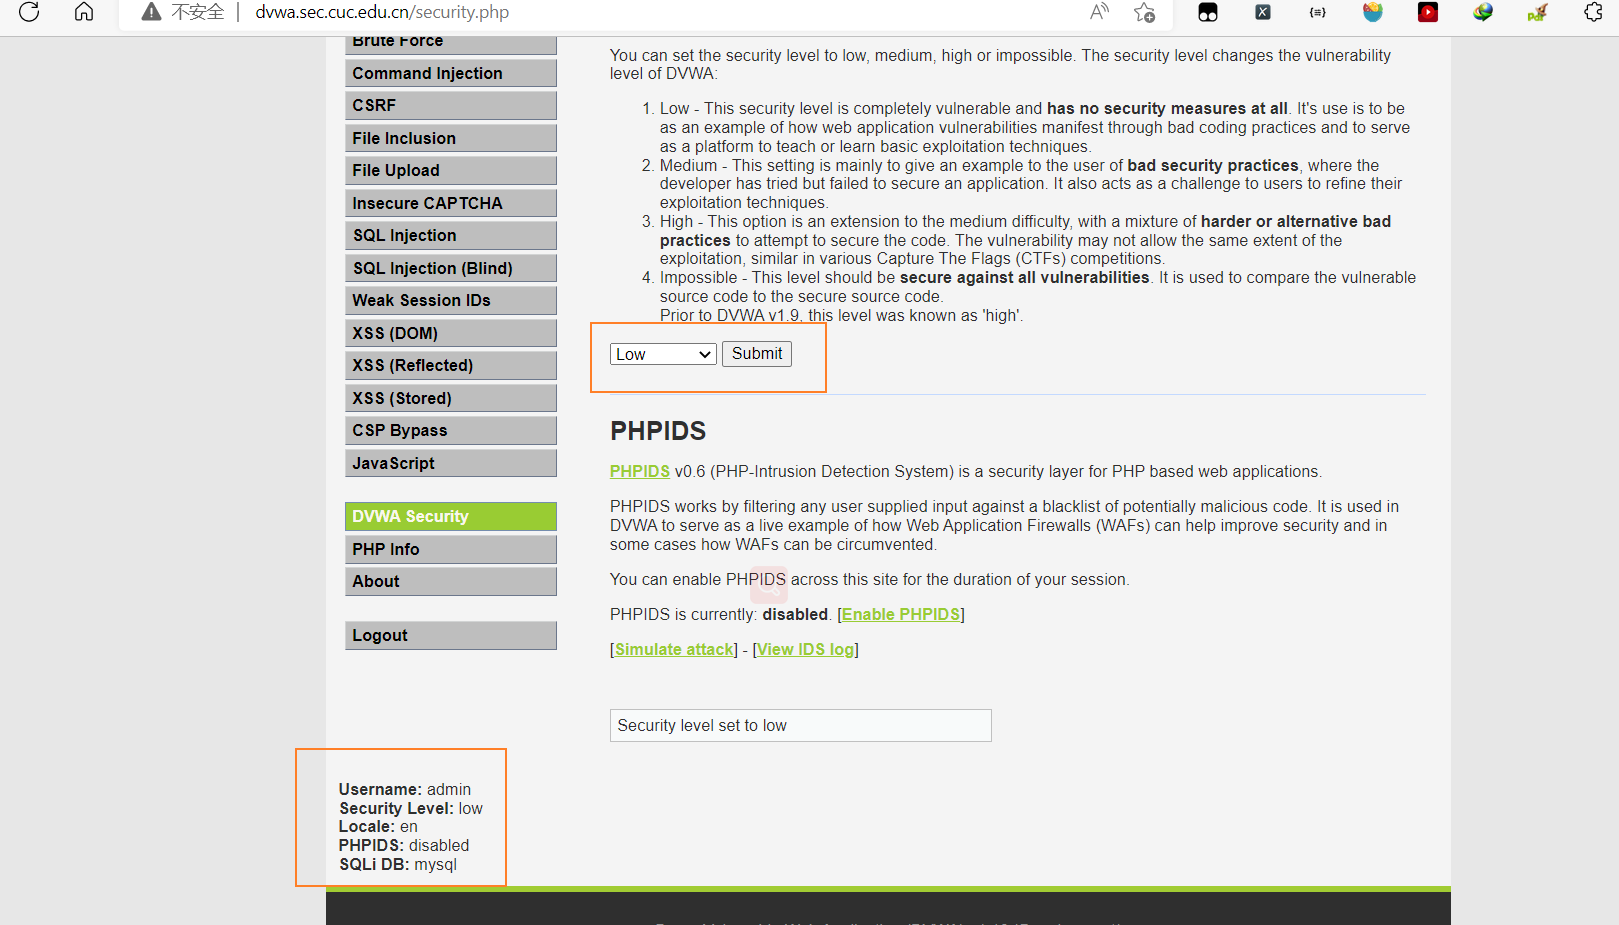 不安全 dvwa.sec.cuc.edu.cn/security.php
Brute Force
Command Injection
CSRF
File Inclusion
File Upload
Insecure CAPTCHA
SQL Injection
SQL Injection (Blind)
Weak Session IDs
XSS (DOM)
XSS (Reflected)
XSS (Stored)
CSP Bypass
JavaScript
DVWA Security
PHP Info
About
Logout
Username: admin
Security Level: low
Locale: en
PHPIDS: disabled
SQLi DB: mysql
You can set the security level to low, medium, high or impossible. The security level changes the vulnerability
level of DVWA:
1. Low - This security level is completely vulnerable and has no security measures at all. It's use is to be
as an example of how web application vulnerabilities manifest through bad coding practices and to serve
as a platform to teach or learn basic exploitation techniques.
2. Medium - This setting is mainly to give an example to the user of bad security practices, where the
developer has tried but failed to secure an application. It also acts as a challenge to users to refine their
exploitation techniques.
3. High - This option is an extension to the medium difficulty, with a mixture of harder or alternative bad
practices to attempt to secure the code. The vulnerability may not allow the same extent of the
exploitation, similar in various Capture The Flags (CTFs) competitions.
4. Impossible - This level should be secure against all vulnerabilities. It is used to compare the vulnerable
source code to the secure source code.
Prior to DVWA v1.9, this level was known as 'high'.
Low Submit
PHPIDS
PHPIDS v0.6 (PHP-Intrusion Detection System) is a security layer for PHP based web applications.
PHPIDS works by filtering any user supplied input against a blacklist of potentially malicious code. It is used in
DVWA to serve as a live example of how Web Application Firewalls (WAFs) can help improve security and in
some cases how WAFs can be circumvented.
You can enable PHPIDS across this site for the duration of your session.
PHPIDS is currently: disabled. [Enable PHPIDS]
[Simulate attack] - [View IDS log]
Security level set to low